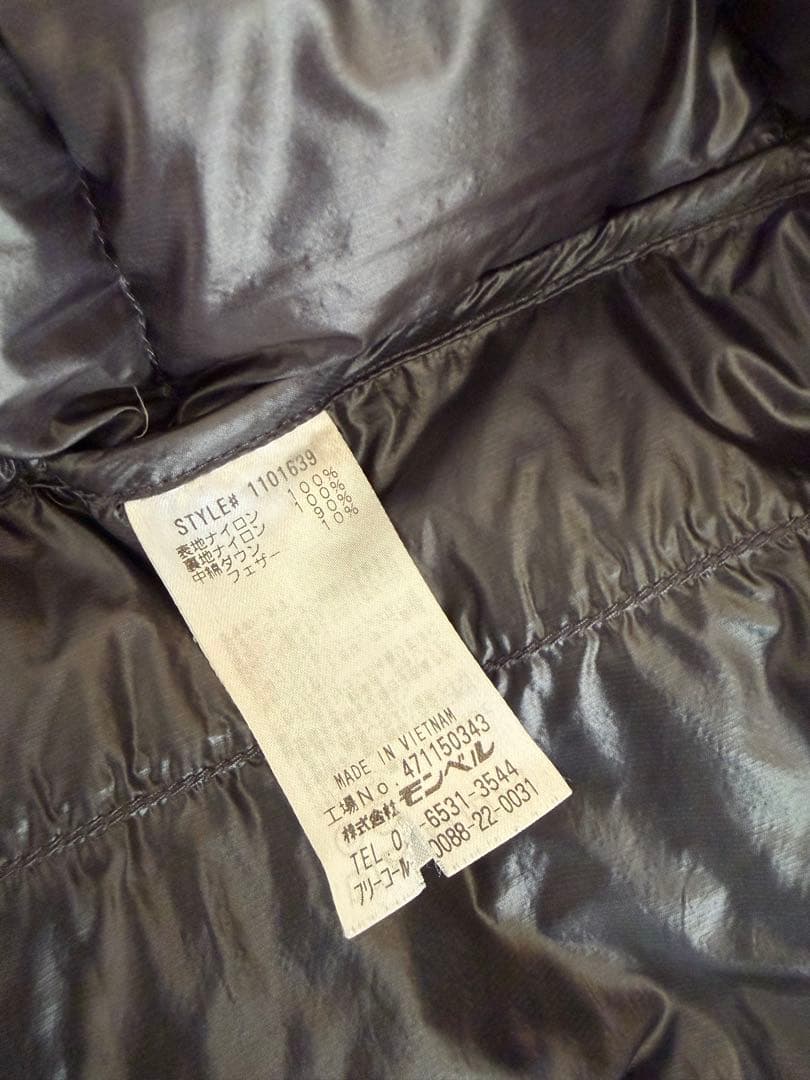 STYLE# 1101639
表地ナイロン 100%
裏地ナイロン 100%
中綿ダウン 90%
フェザー 10%
MADE IN VIETNAM
工場No. 471150343
株式会社モンベル
TEL.0 -6531-3544
フリーコール 0088-22-0031